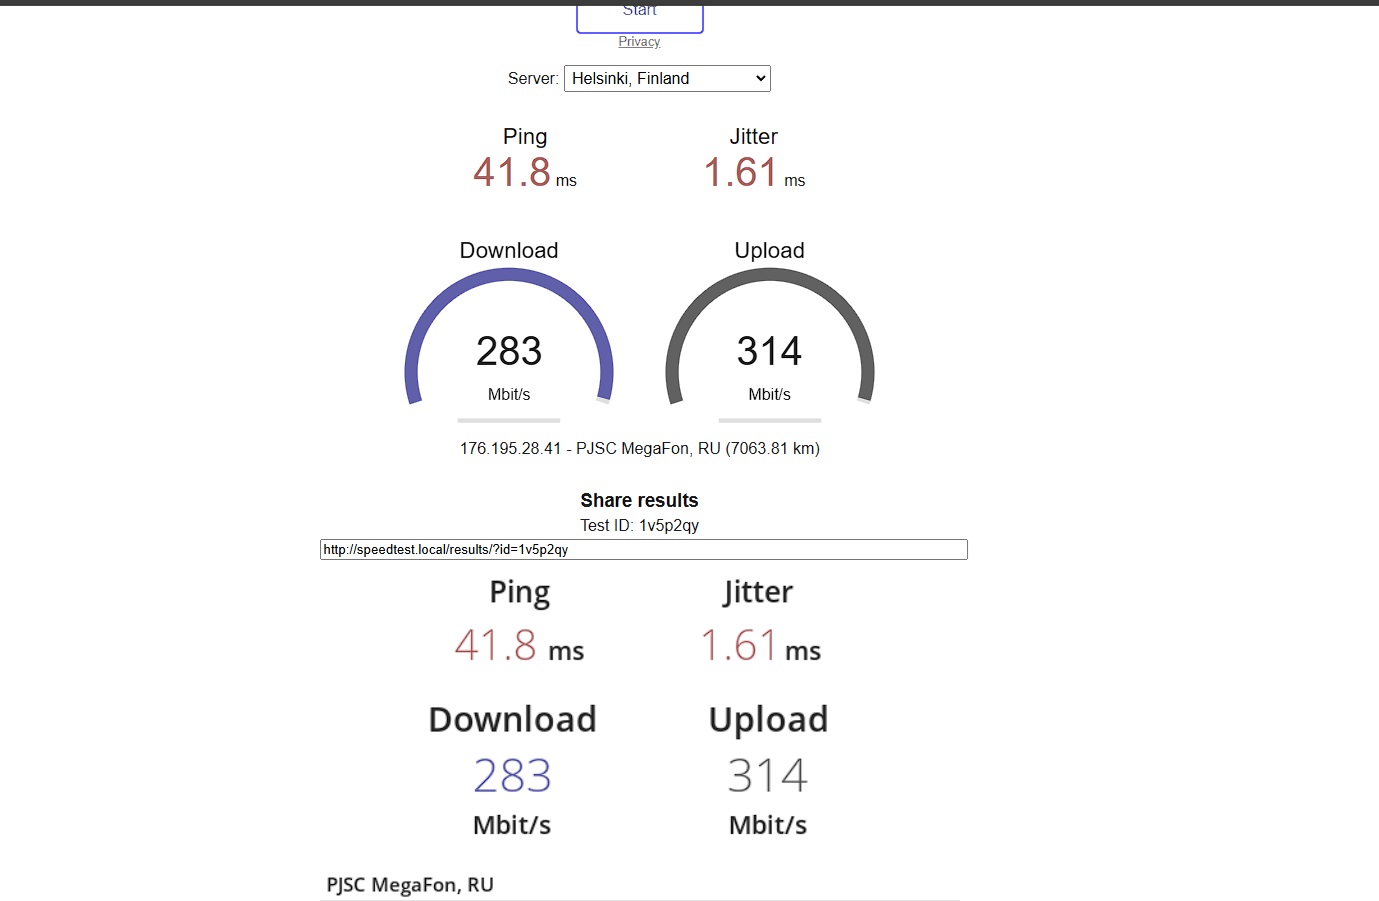 Start
Privacy
Server: Helsinki, Finland
Ping Jitter
41.8 ms 1.61 ms
Download Upload
283 314
Mbit/s Mbit/s
176.195.28.41 - PJSC MegaFon, RU (7063.81 km)
Share results
Test ID: 1v5p2qy
http://speedtest.local/results/?id=1v5p2qy
Ping Jitter
41.8 ms 1.61 ms
Download Upload
283 314
Mbit/s Mbit/s
PJSC MegaFon, RU